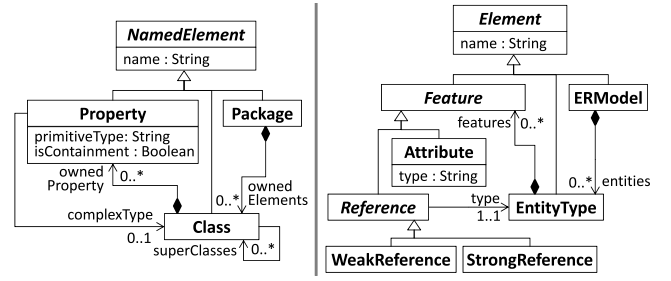 NamedElement
name : String
Property
primitiveType: String
isContainment : Boolean
Package
owned
Property
0..*
0..*
owned
Elements
complexType
0..1
Class
superClasses
0..*
Element
name : String
Feature
ERModel
features
0..*
Attribute
type : String
0..*
entities
Reference
type
1..1
EntityType
WeakReference
StrongReference